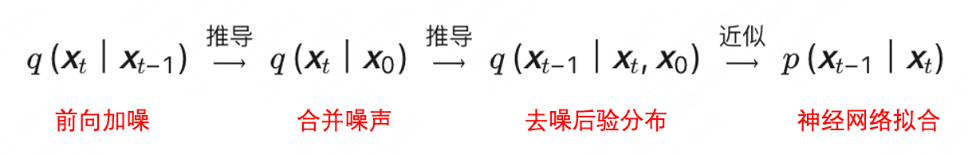 推导 推导 近似
q(xₜ | xₜ₋₁) → q(xₜ | x₀) → q(xₜ₋₁ | xₜ, x₀) → p(xₜ₋₁ | xₜ)
前向加噪 合并噪声 去噪后验分布 神经网络拟合